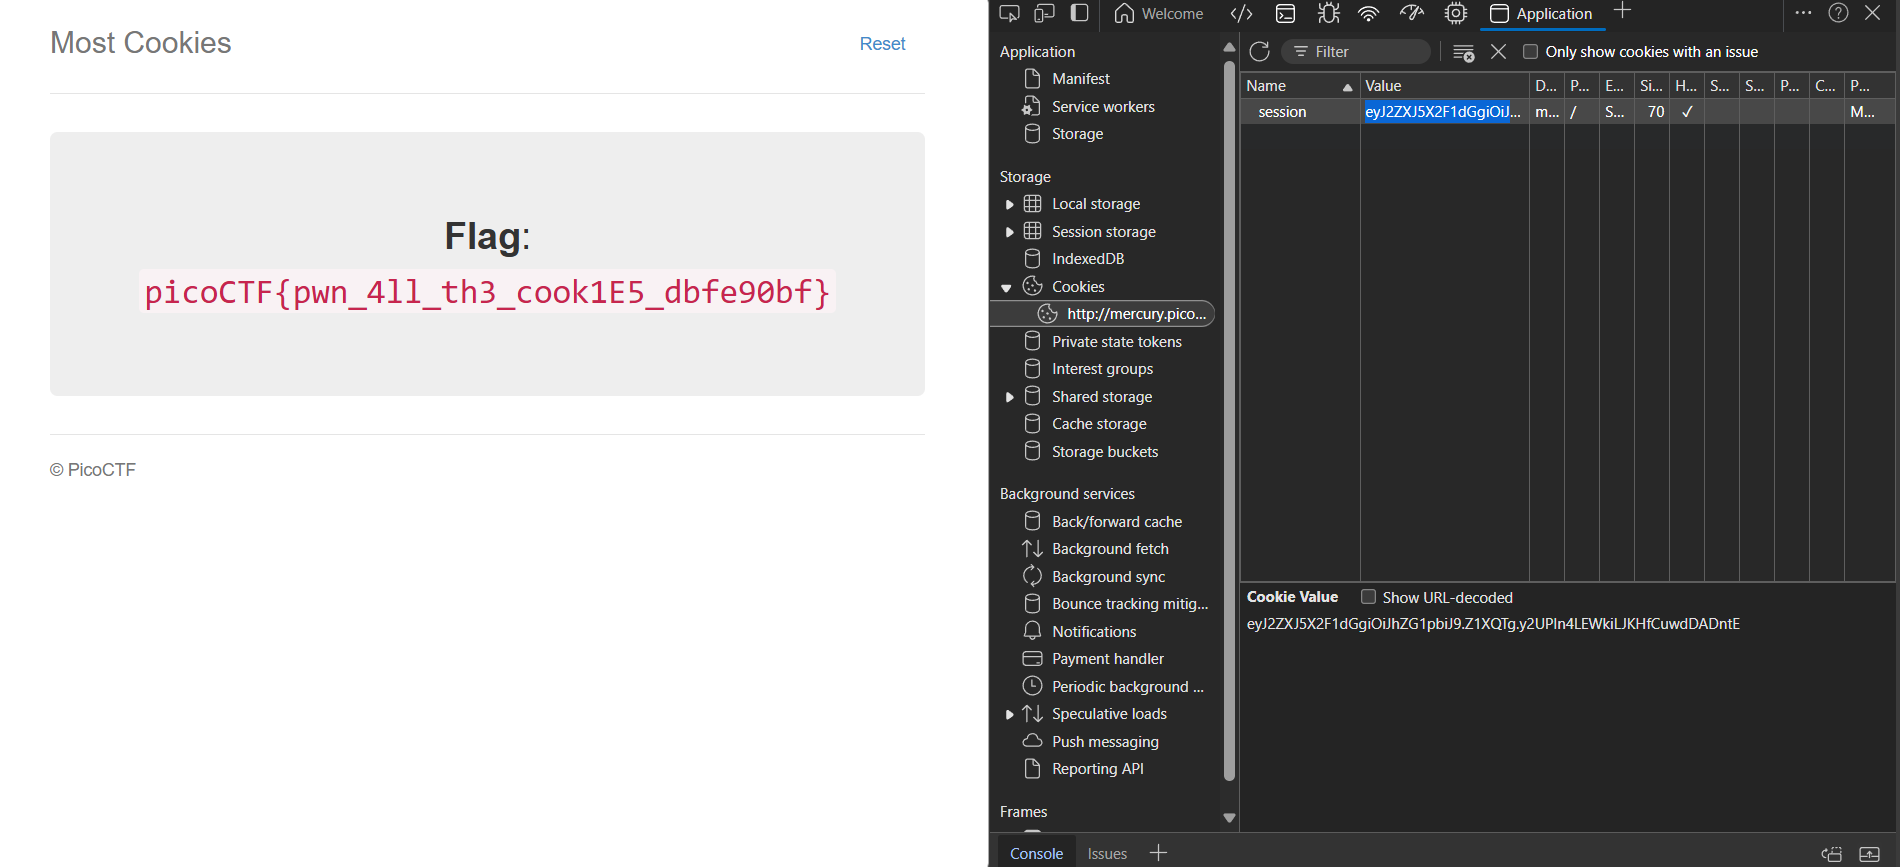 Most Cookies
Reset
Flag:
picoCTF{pwn_4ll_th3_cook1E5_dbfe90bf}
© PicoCTF
Welcome
Application
Application
Manifest
Service workers
Storage
Storage
Local storage
Session storage
IndexedDB
Cookies
http://mercury.pico...
Private state tokens
Interest groups
Shared storage
Cache storage
Storage buckets
Background services
Back/forward cache
Background fetch
Background sync
Bounce tracking mitig...
Notifications
Payment handler
Periodic background ...
Speculative loads
Push messaging
Reporting API
Frames
Filter
Only show cookies with an issue
Name Value D... P... E... Si... H... S... S... P... C... P...
session eyJ2ZXJ5X2F1dGgiOiJ... m... / S... 70 ✓ M...
Cookie Value Show URL-decoded
eyJ2ZXJ5X2F1dGgiOiJhZG1pbiJ9.Z1XQTg.y2UPIn4LEWkiLJKHfCuwdDADntE
Console Issues